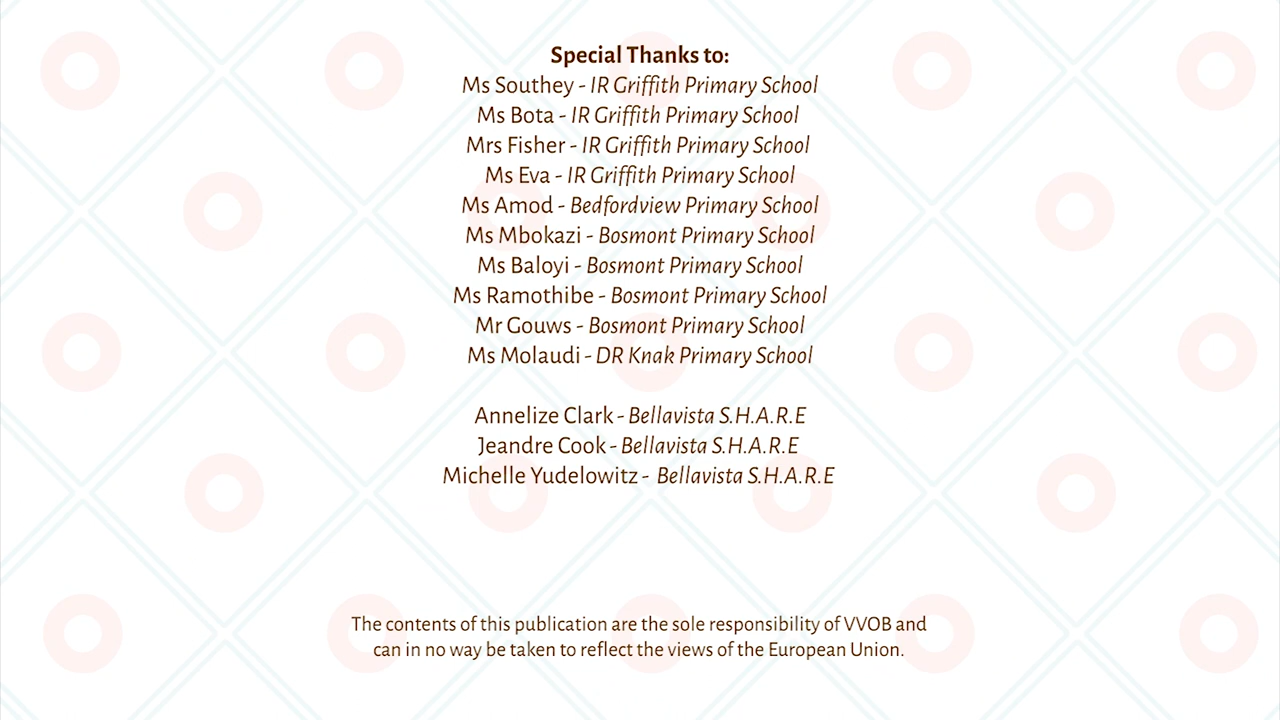 Special Thanks to:
Ms Southey - IR Griffith Primary School
Ms Bota - IR Griffith Primary School
Mrs Fisher - IR Griffith Primary School
Ms Eva - IR Griffith Primary School
Ms Amod - Bedfordview Primary School
Ms Mbokazi - Bosmont Primary School
Ms Baloyi - Bosmont Primary School
Ms Ramothibe - Bosmont Primary School
Mr Gouws - Bosmont Primary School
Ms Molaudi - DR Knak Primary School
Annelize Clark - Bellavista S.H.A.R.E
Jeandre Cook - Bellavista S.H.A.R.E
Michelle Yudelowitz - Bellavista S.H.A.R.E
The contents of this publication are the sole responsibility of VVOB and
can in no way be taken to reflect the views of the European Union.